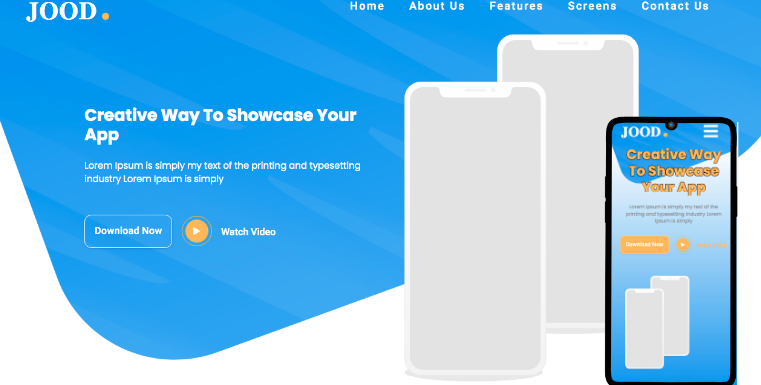 JOOD.
Home About Us Features Screens Contact Us
Creative Way To Showcase Your
App
Lorem Ipsum is simply my text of the printing and typesetting
industry Lorem Ipsum is simply
Download Now
Watch Video
JOOD.
Creative Way
To Showcase
Your App
Lorem Ipsum is simply my text of the
printing and typesetting industry Lorem
Ipsum is simply
Download Now